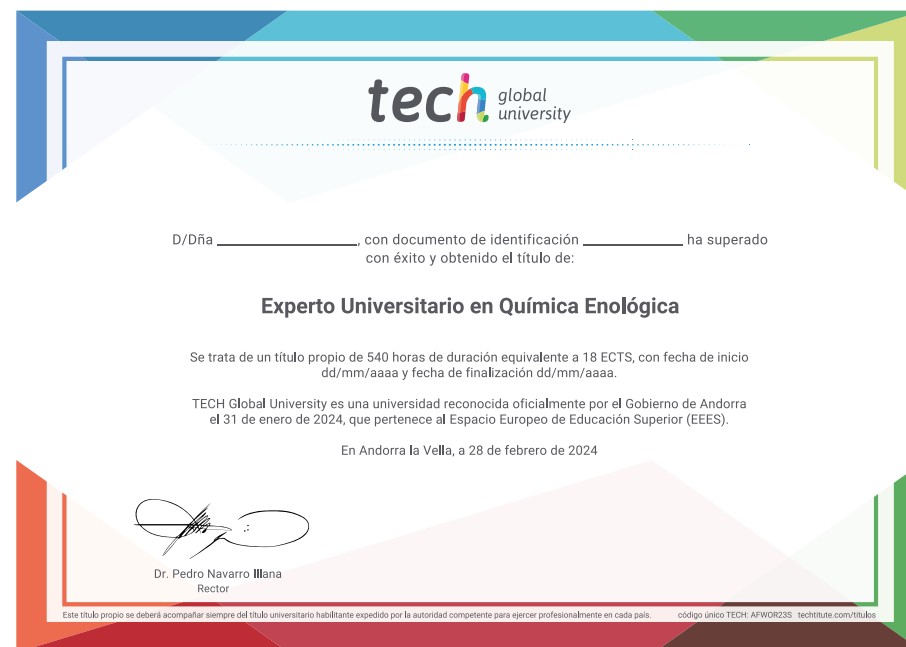 tech global university
D/Dña ______________, con documento de identificación __________ ha superado
con éxito y obtenido el título de:
Experto Universitario en Química Enológica
Se trata de un título propio de 540 horas de duración equivalente a 18 ECTS, con fecha de inicio
dd/mm/aaaa y fecha de finalización dd/mm/aaaa.
TECH Global University es una universidad reconocida oficialmente por el Gobierno de Andorra
el 31 de enero de 2024, que pertenece al Espacio Europeo de Educación Superior (EEES).
En Andorra la Vella, a 28 de febrero de 2024
Dr. Pedro Navarro Illana
Rector
Este título propio se deberá acompañar siempre del título universitario habilitante expedido por la autoridad competente para ejercer profesionalmente en cada país. código único TECH: AFWOR23S techtitute.com/titulos